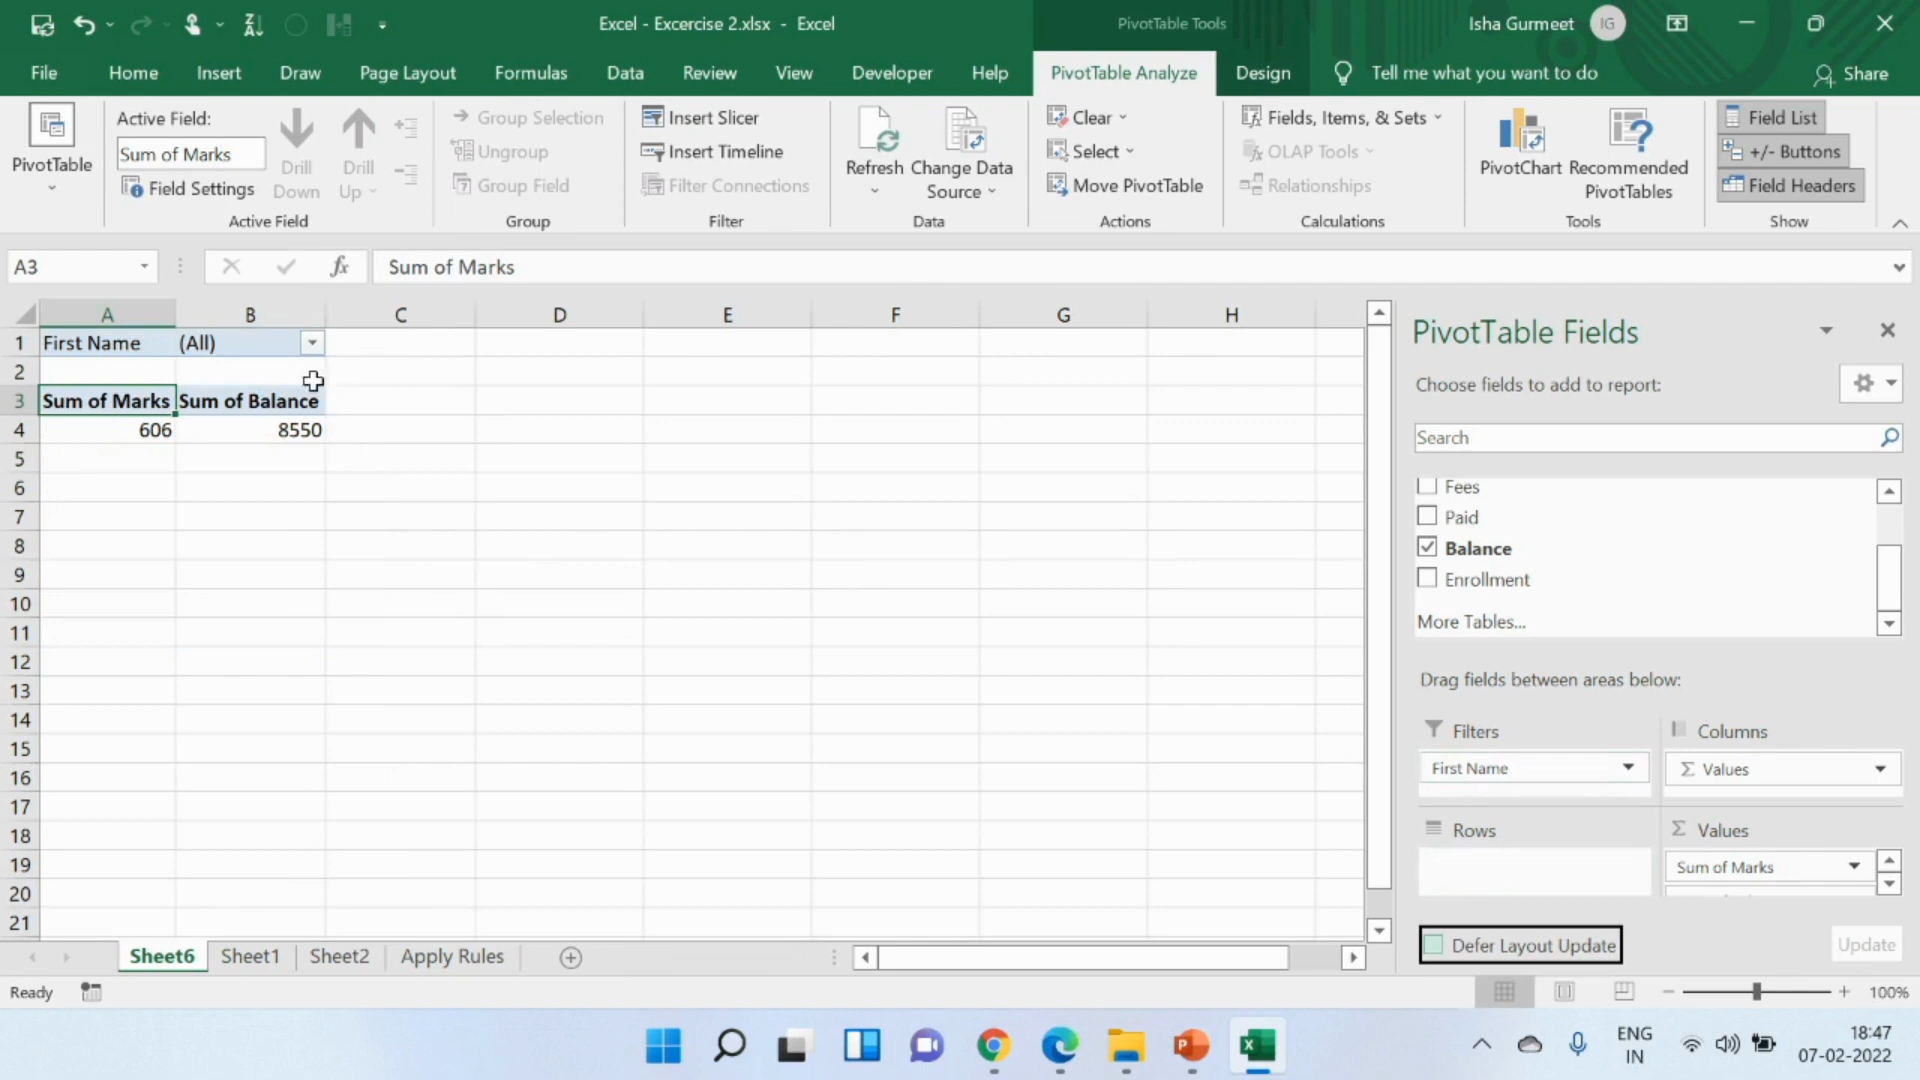 Excel - Excercise 2.xlsx - Excel
PivotTable Tools
Isha Gurmeet
IG
File
Home
Insert
Draw
Page Layout
Formulas
Data
Review
View
Developer
Help
PivotTable Analyze
Design
Tell me what you want to do
Share
PivotTable
Active Field:
Sum of Marks
Field Settings
Drill Down
Drill Up
Active Field
Group Selection
Ungroup
Group Field
Group
Insert Slicer
Insert Timeline
Filter Connections
Filter
Refresh
Change Data Source
Data
Clear
Select
Move PivotTable
Actions
Fields, Items, & Sets
OLAP Tools
Relationships
Calculations
PivotChart
Recommended PivotTables
Tools
Field List
+/- Buttons
Field Headers
Show
A3
fx
Sum of Marks
A B C D E F G H
1 First Name (All)
2
3 Sum of Marks Sum of Balance
4 606 8550
5
6
7
8
9
10
11
12
13
14
15
16
17
18
19
20
21
PivotTable Fields
Choose fields to add to report:
Search
Fees
Paid
Balance
Enrollment
More Tables...
Drag fields between areas below:
Filters
Columns
First Name
Σ Values
Rows
Σ Values
Sum of Marks
Defer Layout Update
Update
Sheet6
Sheet1
Sheet2
Apply Rules
Ready
100%
ENG
IN
18:47
07-02-2022